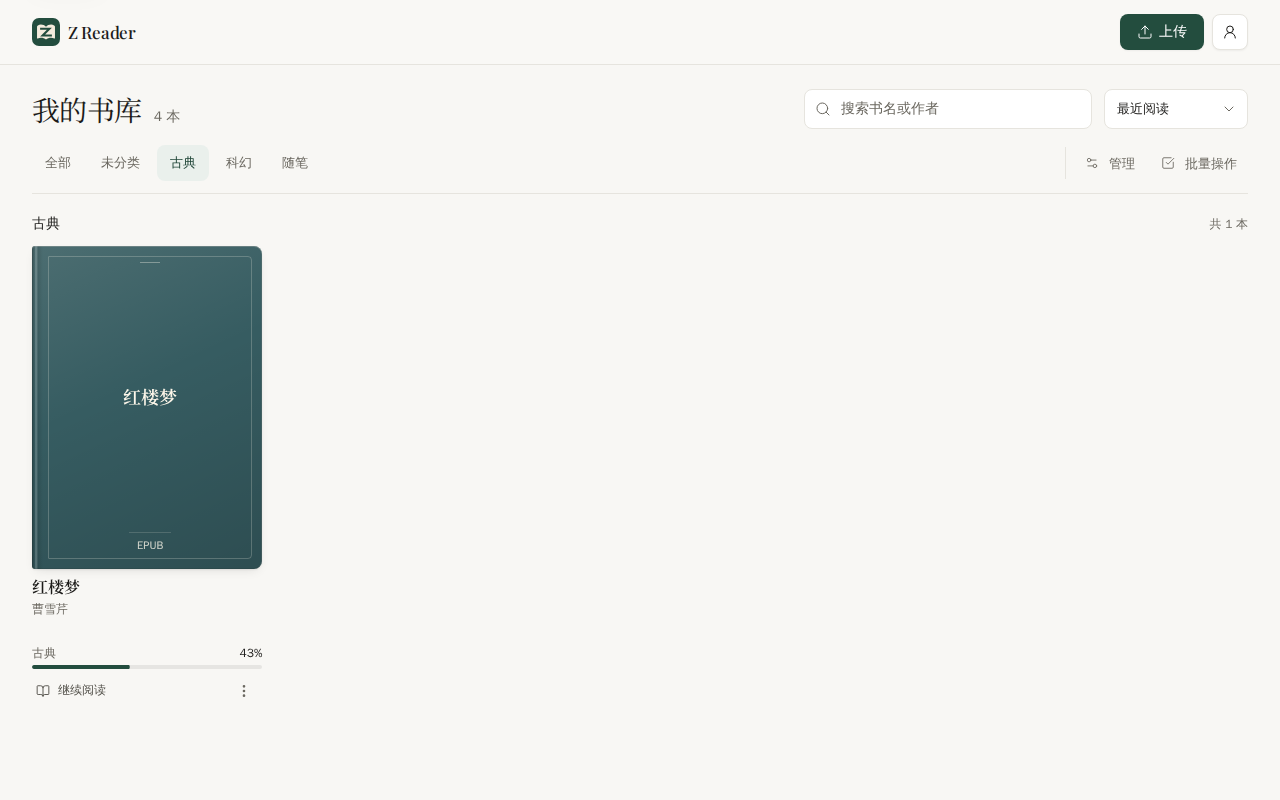 Z Reader
上传
我的书库 4 本
搜索书名或作者
最近阅读
全部 未分类 古典 科幻 随笔
管理 批量操作
古典
共 1 本
红楼梦
EPUB
红楼梦
曹雪芹
古典 43%
继续阅读